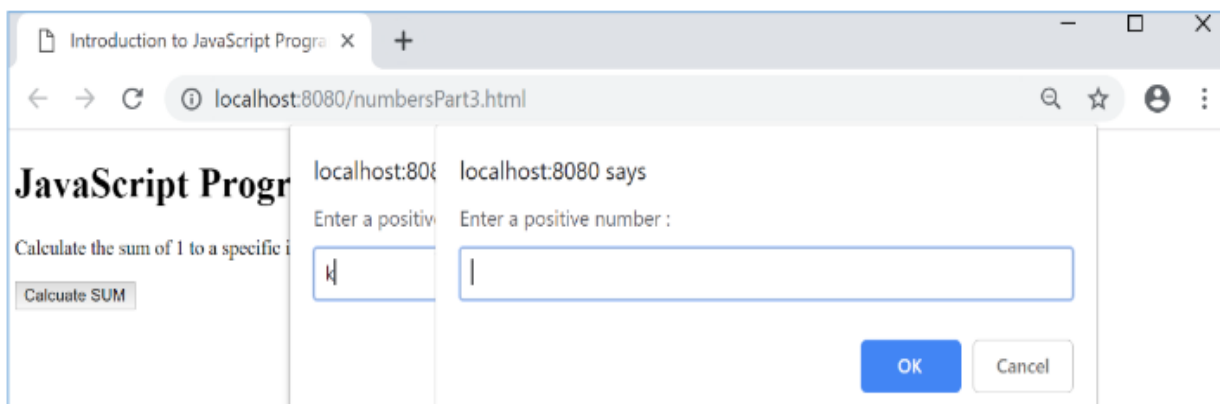 Introduction to JavaScript Progra
localhost:8080/numbersPart3.html
JavaScript Progr
Calculate the sum of 1 to a specific i
Calcuate SUM
localhost:808
Enter a positiv
k
localhost:8080 says
Enter a positive number :
OK
Cancel